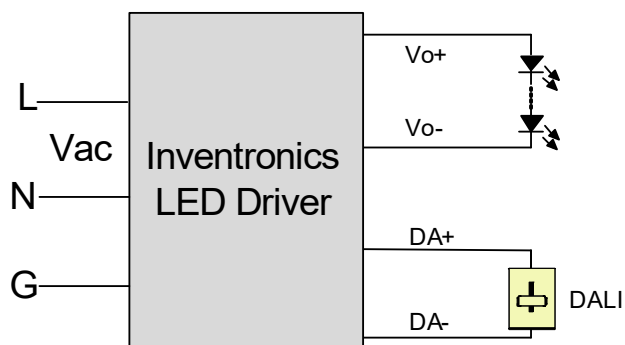 L
Vac
N
G
Inventronics
LED Driver
Vo+
Vo-
DA+
DA-
DALI